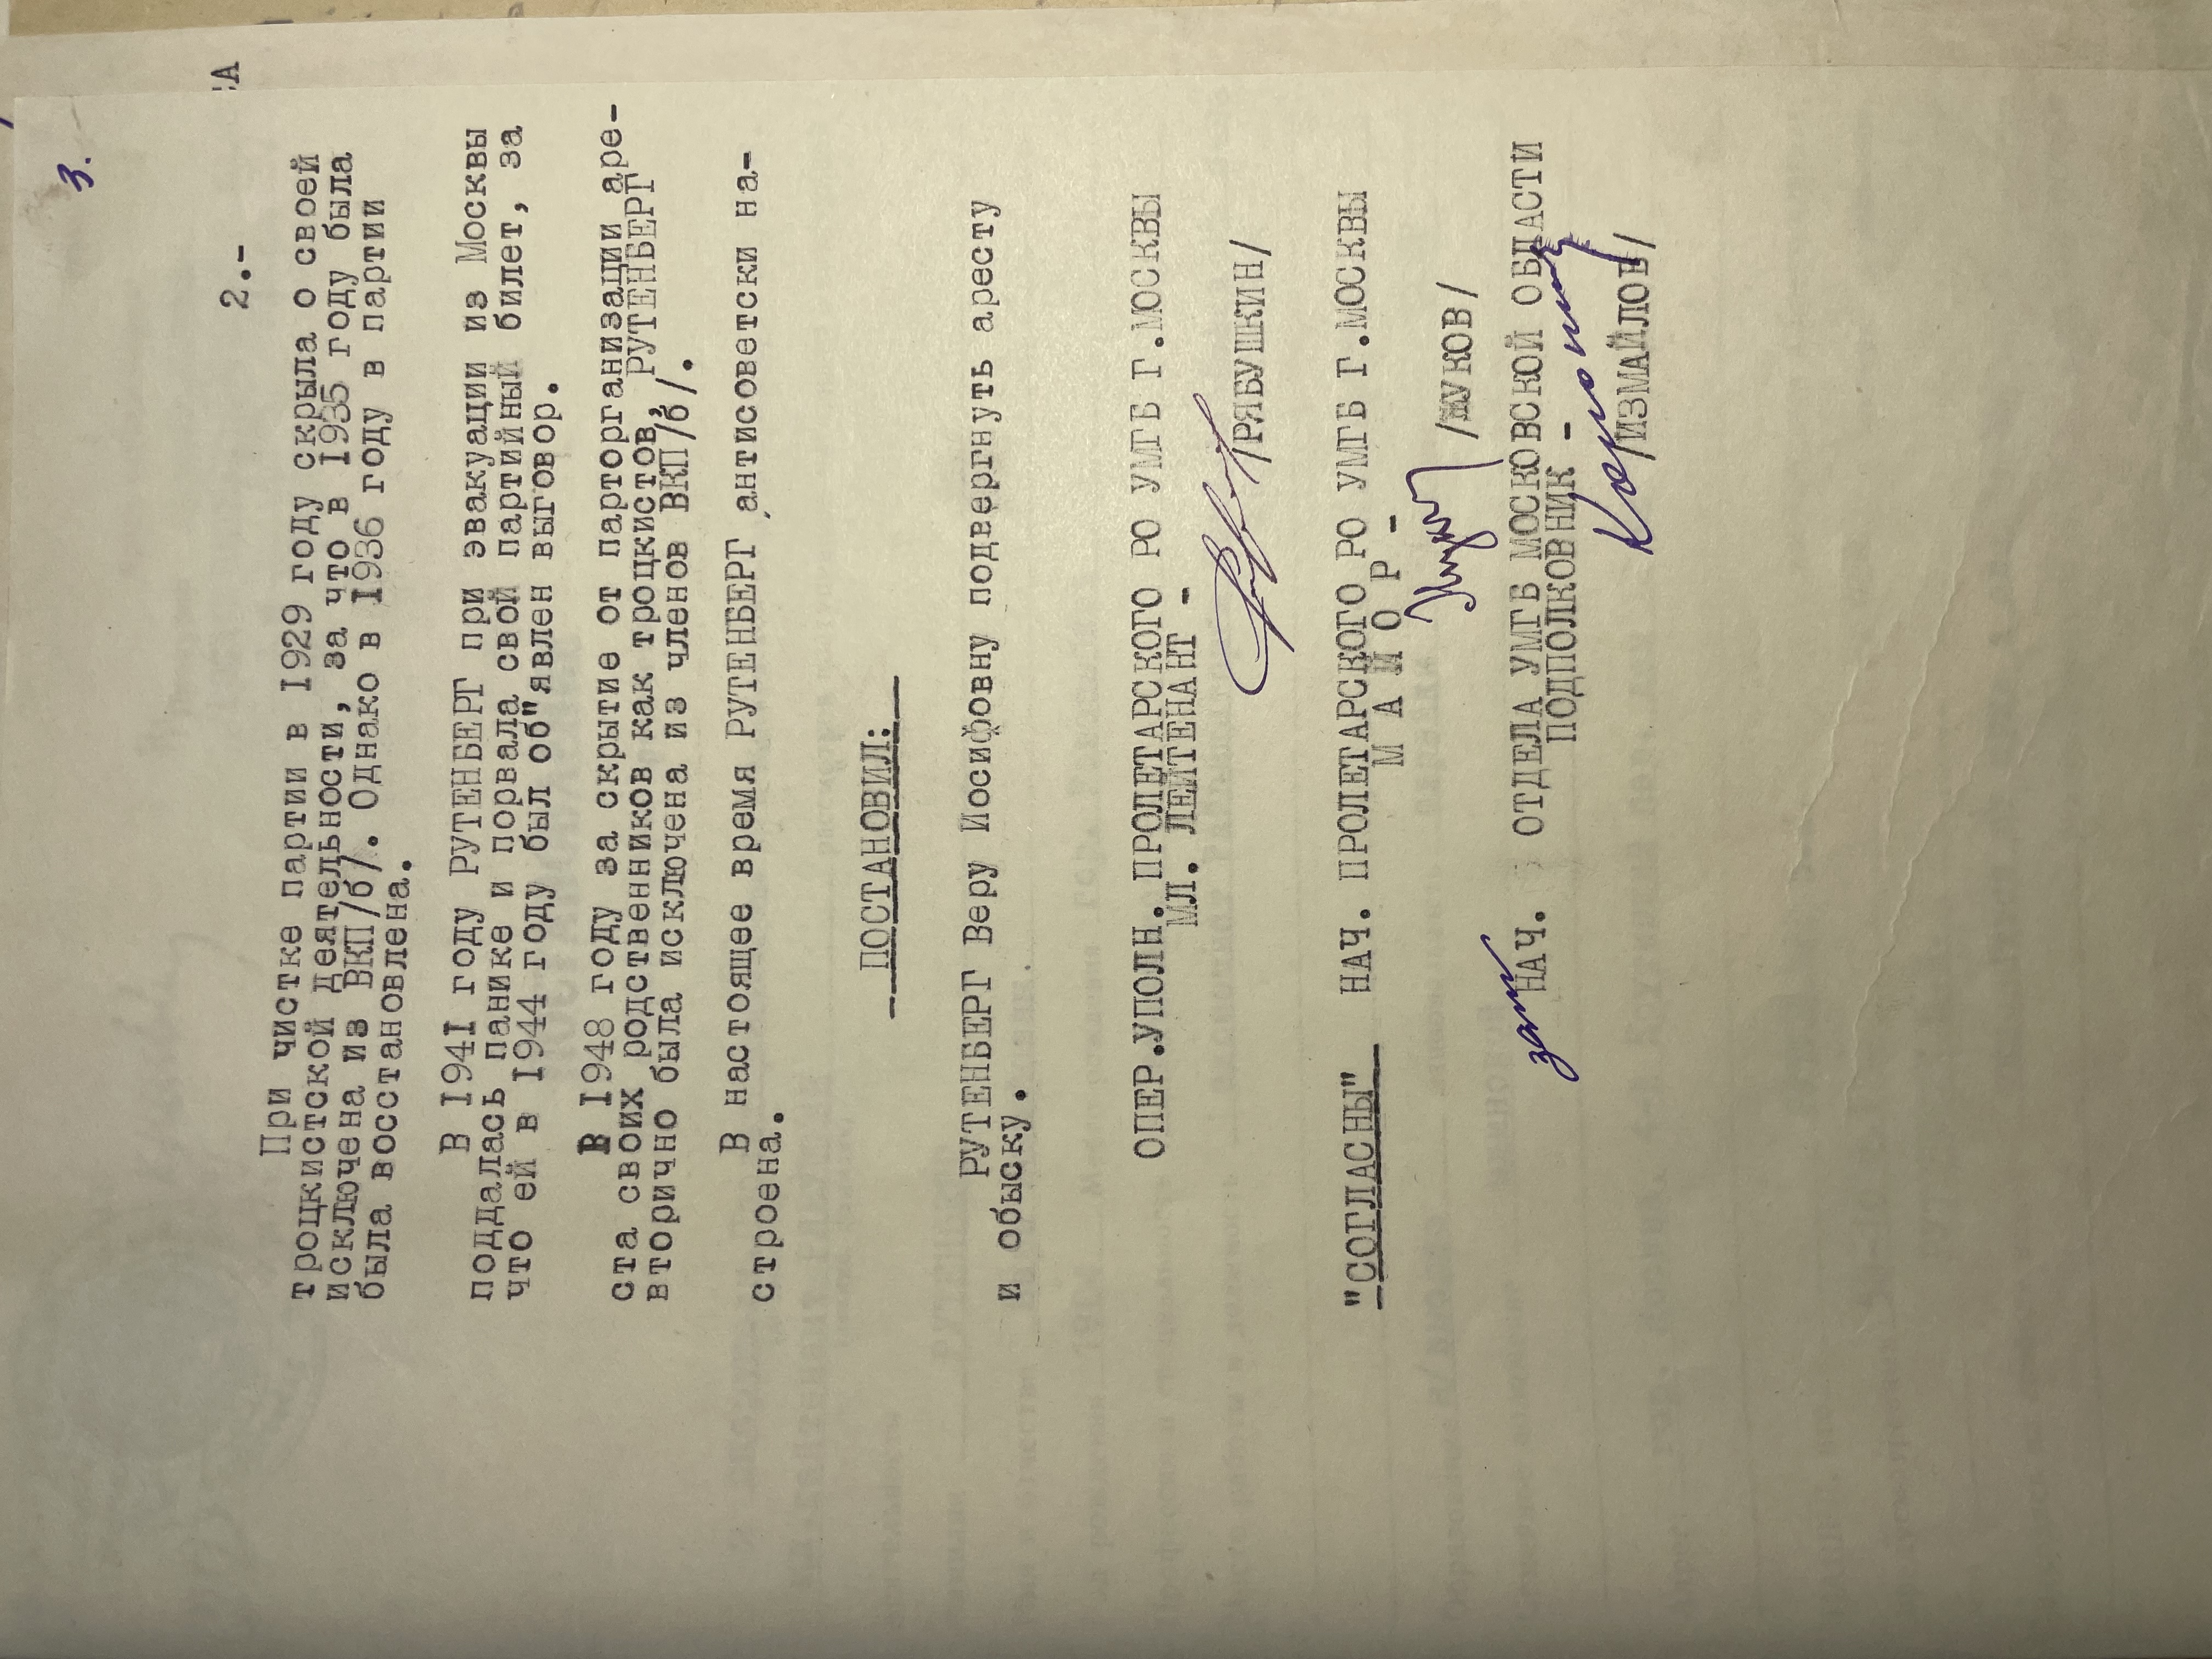 3.
2.-
При чистке партии в 1929 году скрыла о своей
троцкистской деятельности, за что в 1935 году была
исключена из ВКП/б/. Однако в 1936 году в партии
была восстановлена.
В 1941 году РУТЕНБЕРГ при эвакуации из Москвы
поддалась панике и порвала свой партийный билет, за
что ей в 1944 году был об"явлен выговор.
В 1948 году за скрытие от парторганизации аре-
ста своих родственников как троцкистов, РУТЕНБЕРГ
вторично была исключена из членов ВКП/б/.
В настоящее время РУТЕНБЕРГ антисоветски на-
строена.
ПОСТАНОВИЛ:
РУТЕНБЕРГ Веру Иосифовну подвергнуть аресту
и обыску.
ОПЕР.УПОЛН. ПРОЛЕТАРСКОГО РО УМГБ Г.МОСКВЫ
МЛ. ЛЕЙТЕНАНТ -
/РЯБУШКИН/
"СОГЛАСНЫ" НАЧ. ПРОЛЕТАРСКОГО РО УМГБ Г.МОСКВЫ
М А Й О Р -
/ЖУКОВ/
зам НАЧ. ОТДЕЛА УМГБ МОСКОВСКОЙ ОБЛАСТИ
ПОДПОЛКОВНИК -
/ИЗМАЙЛОВ/